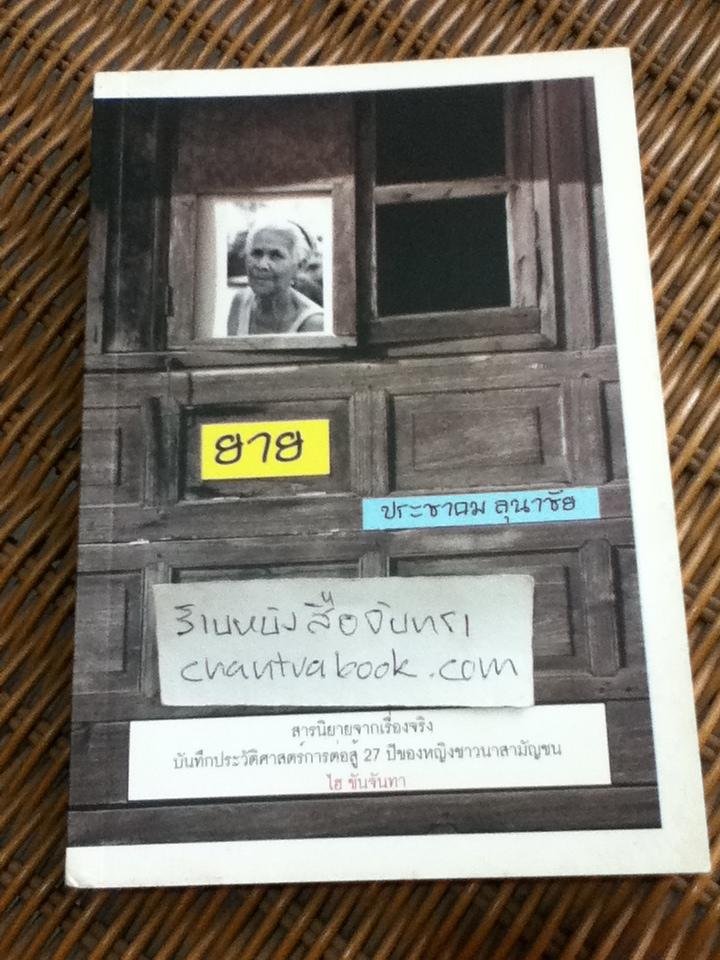 ยาย
ประชาคม ลุนาชัย
ร้านหนังสือจันทรา
chantrabook.com
สารนิยายจากเรื่องจริง
บันทึกประวัติศาสตร์การต่อสู้ 27 ปีของหญิงชาวนาสามัญชน
ไฮ ขันจันทา